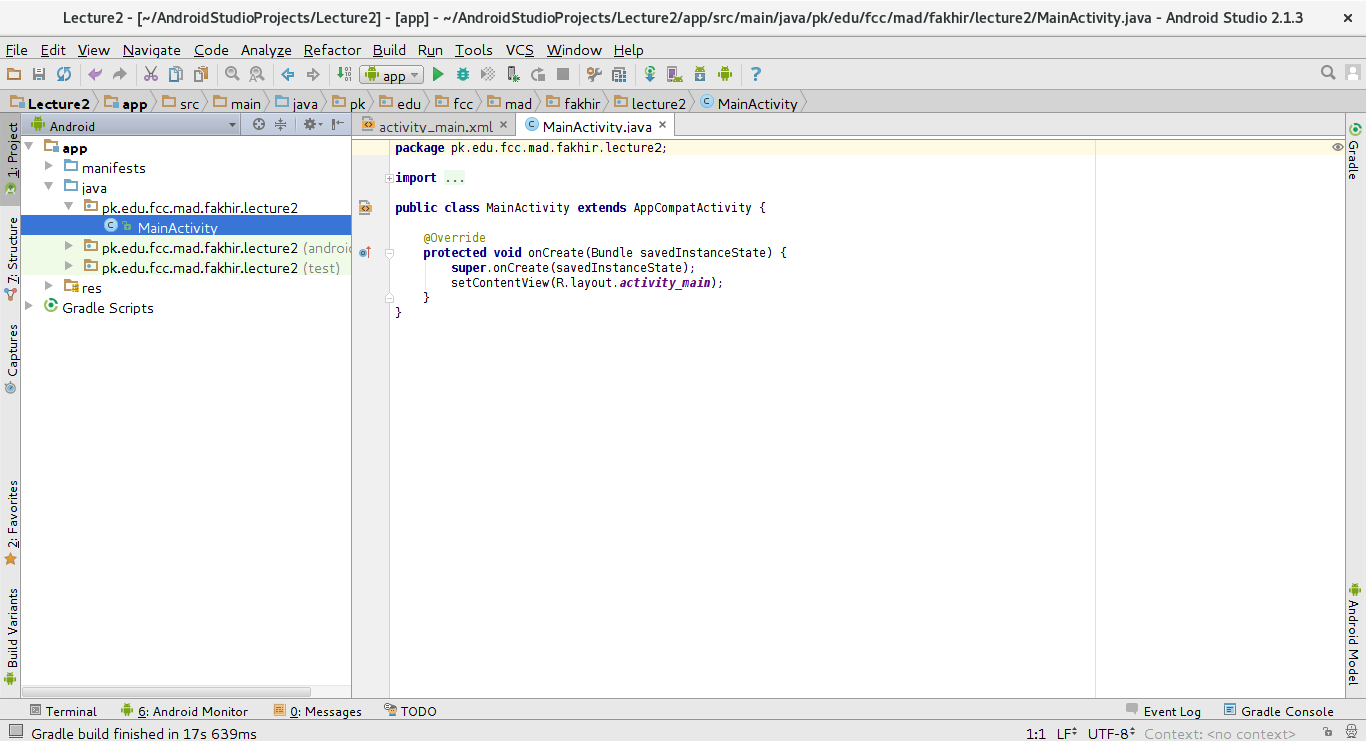 Lecture2 - [~/AndroidStudioProjects/Lecture2] - [app] - ~/AndroidStudioProjects/Lecture2/app/src/main/java/pk/edu/fcc/mad/fakhir/lecture2/MainActivity.java - Android Studio 2.1.3
File Edit View Navigate Code Analyze Refactor Build Run Tools VCS Window Help
app
Lecture2 app src main java pk edu fcc mad fakhir lecture2 MainActivity
Android
activity_main.xml MainActivity.java
1: Project
7: Structure
Captures
2: Favorites
Build Variants
app
manifests
java
pk.edu.fcc.mad.fakhir.lecture2
MainActivity
pk.edu.fcc.mad.fakhir.lecture2 (androi
pk.edu.fcc.mad.fakhir.lecture2 (test)
res
Gradle Scripts
package pk.edu.fcc.mad.fakhir.lecture2;
import ...
public class MainActivity extends AppCompatActivity {
@Override
protected void onCreate(Bundle savedInstanceState) {
super.onCreate(savedInstanceState);
setContentView(R.layout.activity_main);
}
}
Gradle
Android Model
Terminal 6: Android Monitor 0: Messages TODO Event Log Gradle Console
Gradle build finished in 17s 639ms 1:1 LF UTF-8 Context: <no context>